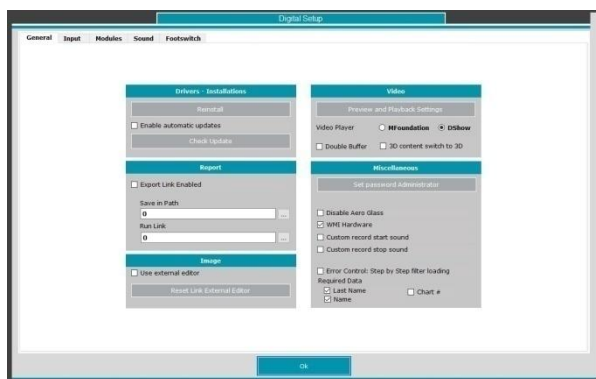 Digital Setup
General Input Modules Sound Footswitch
Drivers - Installations
Reinstall
Enable automatic updates
Check Update
Report
Export Link Enabled
Save in Path
0
...
Run Link
0
...
Image
Use external editor
Reset Link External Editor
Video
Preview and Playback Settings
Video Player MFoundation DShow
Double Buffer 3D content switch to 3D
Miscellaneous
Set password Administrator
Disable Aero Glass
WMI Hardware
Custom record start sound
Custom record stop sound
Error Control: Step by Step filter loading
Required Data
Last Name Chart #
Name
Ok